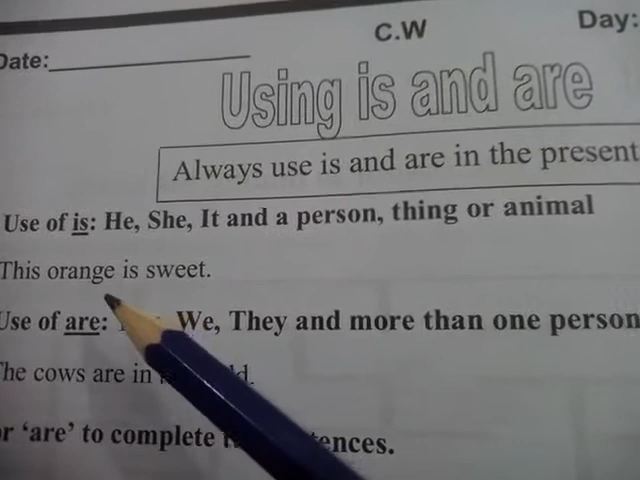 C.W Day:
Date:
Using is and are
Always use is and are in the present
Use of is: He, She, It and a person, thing or animal
This orange is sweet.
Use of are: We, They and more than one person
The cows are in
or ‘are’ to complete